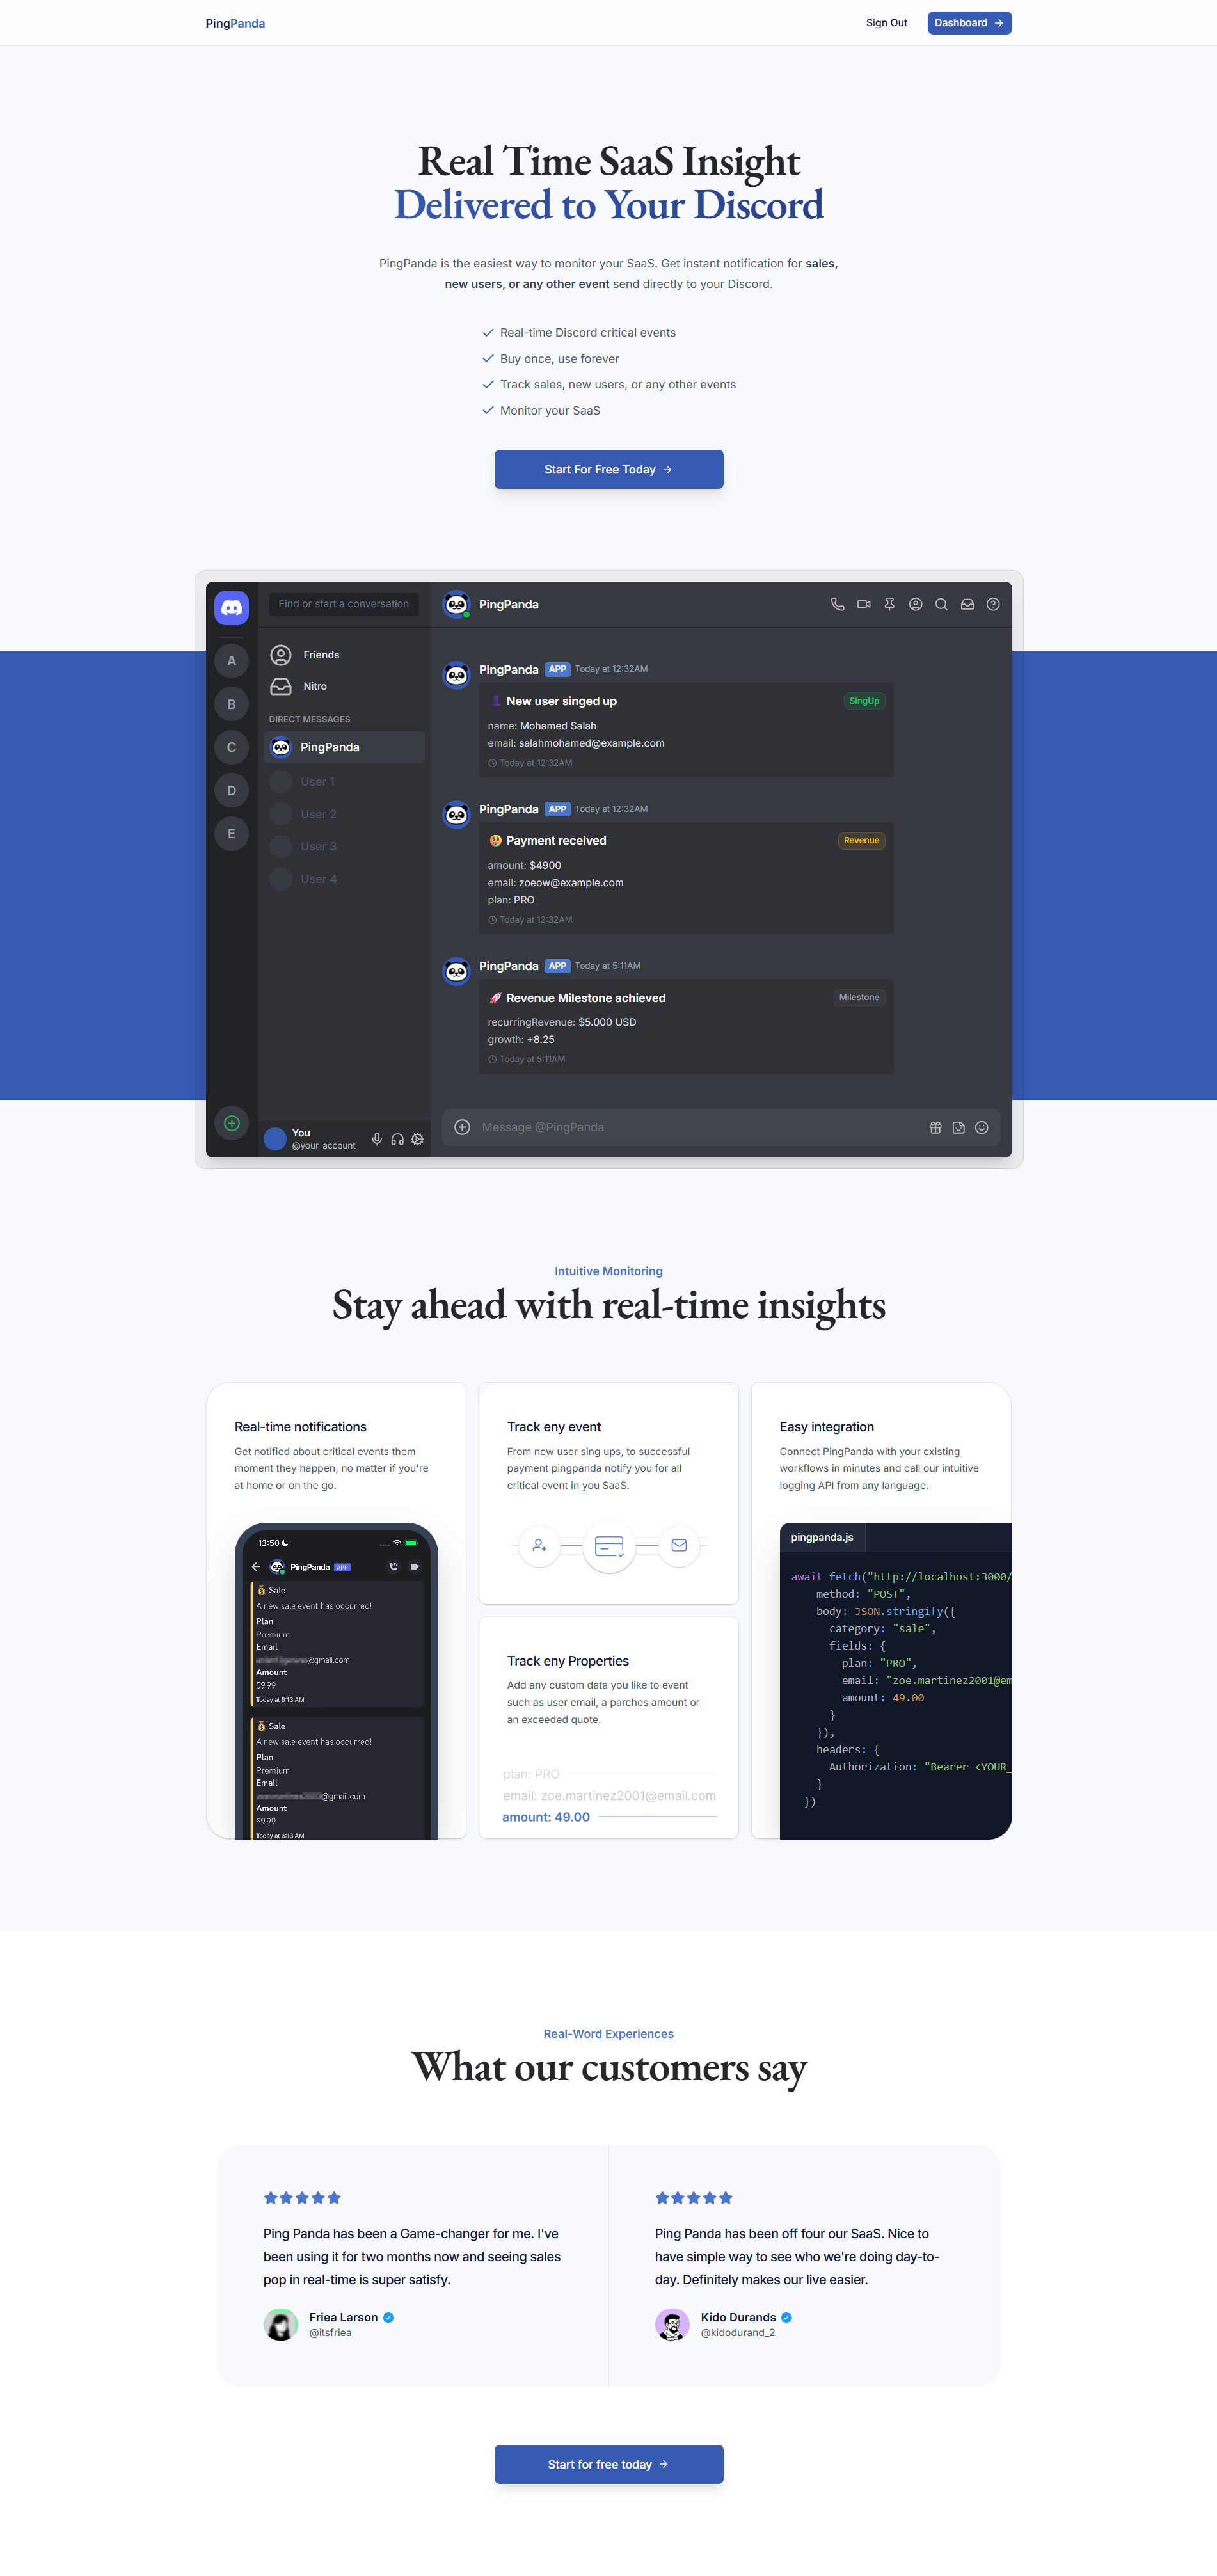 PingPanda
Sign Out
Dashboard
Real Time SaaS Insight
Delivered to Your Discord
PingPanda is the easiest way to monitor your SaaS. Get instant notification for sales,
new users, or any other event send directly to your Discord.
Real-time Discord critical events
Buy once, use forever
Track sales, new users, or any other events
Monitor your SaaS
Start For Free Today
Find or start a conversation
PingPanda
A
B
C
D
E
Friends
Nitro
DIRECT MESSAGES
PingPanda
User 1
User 2
User 3
User 4
You
@your_account
PingPanda APP Today at 12:32AM
New user singed up
SingUp
name: Mohamed Salah
email: salahmohamed@example.com
Today at 12:32AM
PingPanda APP Today at 12:32AM
Payment received
Revenue
amount: $4900
email: zoeow@example.com
plan: PRO
Today at 12:32AM
PingPanda APP Today at 5:11AM
Revenue Milestone achieved
Milestone
recurringRevenue: $5.000 USD
growth: +8.25
Today at 5:11AM
Message @PingPanda
Intuitive Monitoring
Stay ahead with real-time insights
Real-time notifications
Get notified about critical events them
moment they happen, no matter if you're
at home or on the go.
13:50
PingPanda APP
Sale
A new sale event has occurred!
Plan
Premium
Email
@gmail.com
Amount
59.99
Today at 6:13 AM
Sale
A new sale event has occurred!
Plan
Premium
Email
@gmail.com
Amount
59.99
Today at 6:13 AM
Track eny event
From new user sing ups, to successful
payment pingpanda notify you for all
critical event in you SaaS.
Track eny Properties
Add any custom data you like to event
such as user email, a parches amount or
an exceeded quote.
plan: PRO
email: zoe.martinez2001@email.com
amount: 49.00
Easy integration
Connect PingPanda with your existing
workflows in minutes and call our intuitive
logging API from any language.
pingpanda.js
await fetch("http://localhost:3000/
method: "POST",
body: JSON.stringify({
category: "sale",
fields: {
plan: "PRO",
email: "zoe.martinez2001@em
amount: 49.00
}
}),
headers: {
Authorization: "Bearer <YOUR_
}
})
Real-Word Experiences
What our customers say
Ping Panda has been a Game-changer for me. I've
been using it for two months now and seeing sales
pop in real-time is super satisfy.
Friea Larson
@itsfriea
Ping Panda has been off four our SaaS. Nice to
have simple way to see who we're doing day-to-
day. Definitely makes our live easier.
Kido Durands
@kidodurand_2
Start for free today